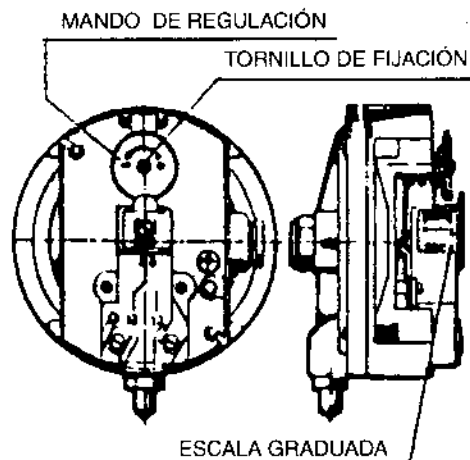 MANDO DE REGULACIÓN
TORNILLO DE FIJACIÓN
ESCALA GRADUADA